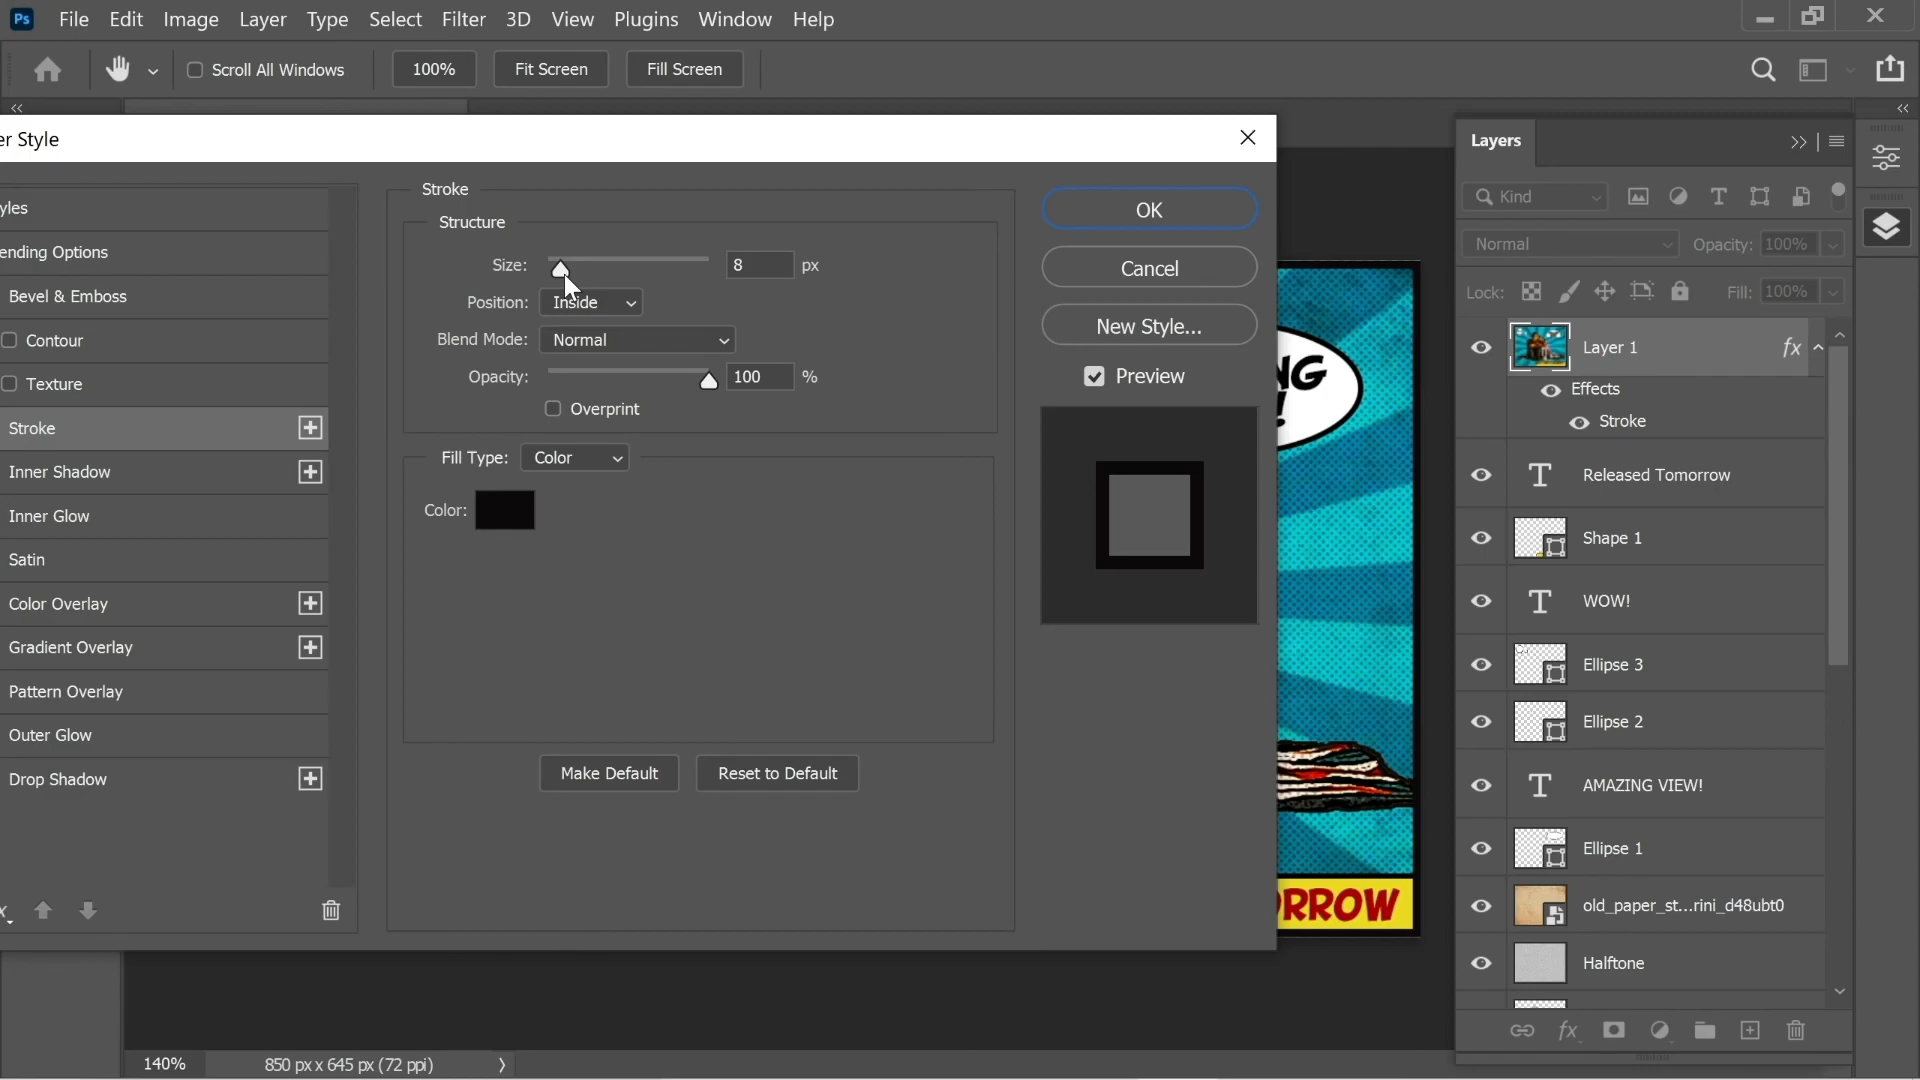 Ps File Edit Image Layer Type Select Filter 3D View Plugins Window Help
Scroll All Windows 100% Fit Screen Fill Screen
er Style
yles
ending Options
Bevel & Emboss
Contour
Texture
Stroke
Inner Shadow
Inner Glow
Satin
Color Overlay
Gradient Overlay
Pattern Overlay
Outer Glow
Drop Shadow
Stroke
Structure
Size: 8 px
Position: Inside
Blend Mode: Normal
Opacity: 100 %
Overprint
Fill Type: Color
Color:
Make Default Reset to Default
OK
Cancel
New Style...
Preview
NG
!
ORROW
Layers
Kind
Normal Opacity: 100%
Lock: Fill: 100%
Layer 1 fx
Effects
Stroke
T Released Tomorrow
Shape 1
T WOW!
Ellipse 3
Ellipse 2
T AMAZING VIEW!
Ellipse 1
old_paper_st...rini_d48ubt0
Halftone
fx
140% 850 px x 645 px (72 ppi)